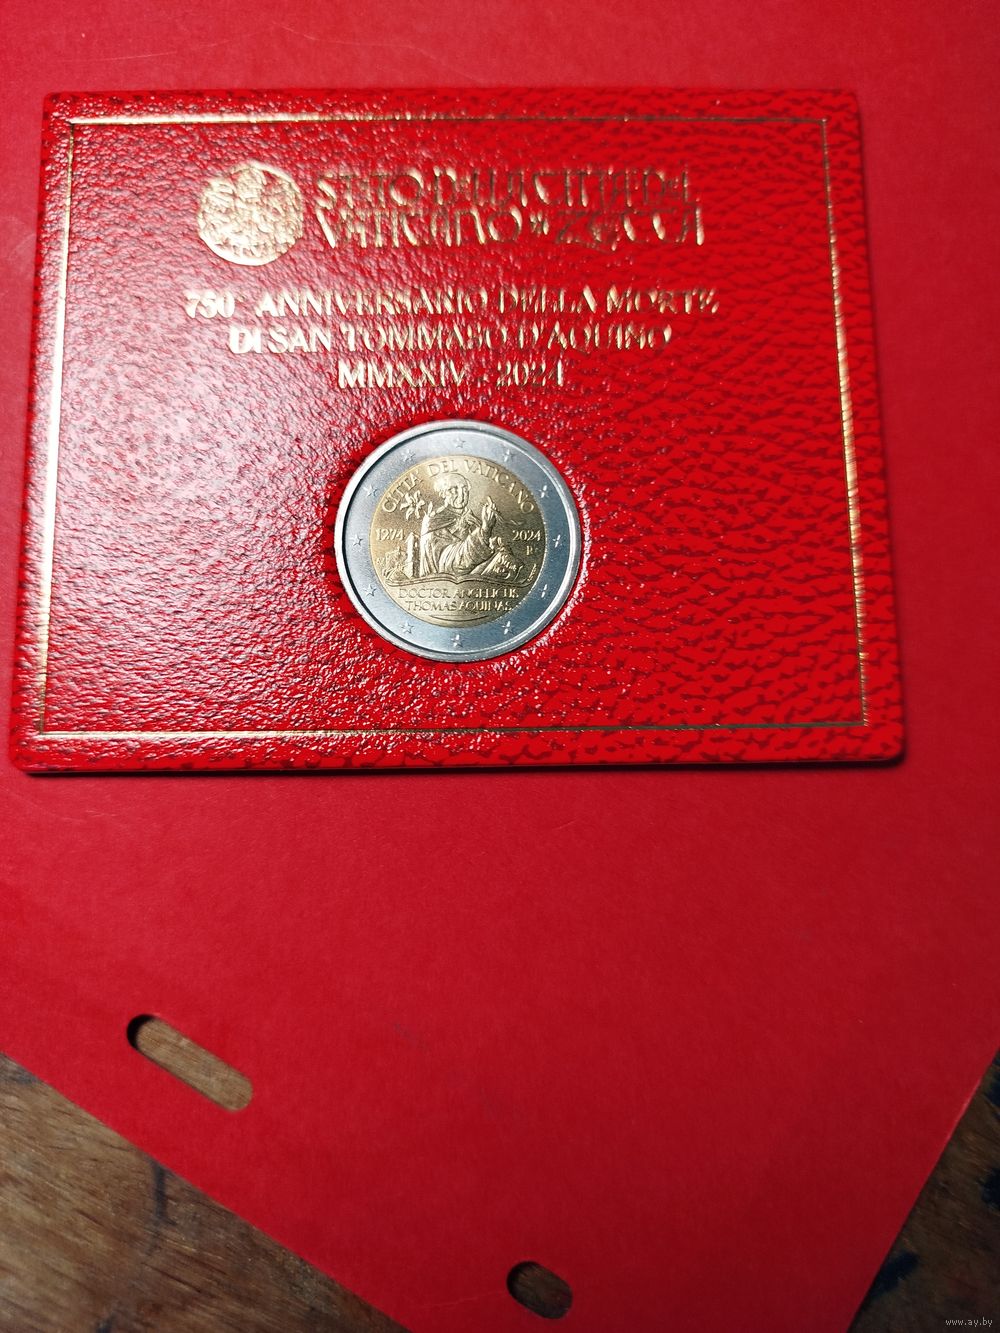 STATO DELLA CITTÀ DEL
VATICANO ZECCA
750° ANNIVERSARIO DELLA MORTE
DI SAN TOMMASO D'AQUINO
MMXXIV - 2024
CITTÀ DEL VATICANO
1274 2024
R
DOCTOR ANGELICUS
THOMAS AQUINAS
www.ay.by